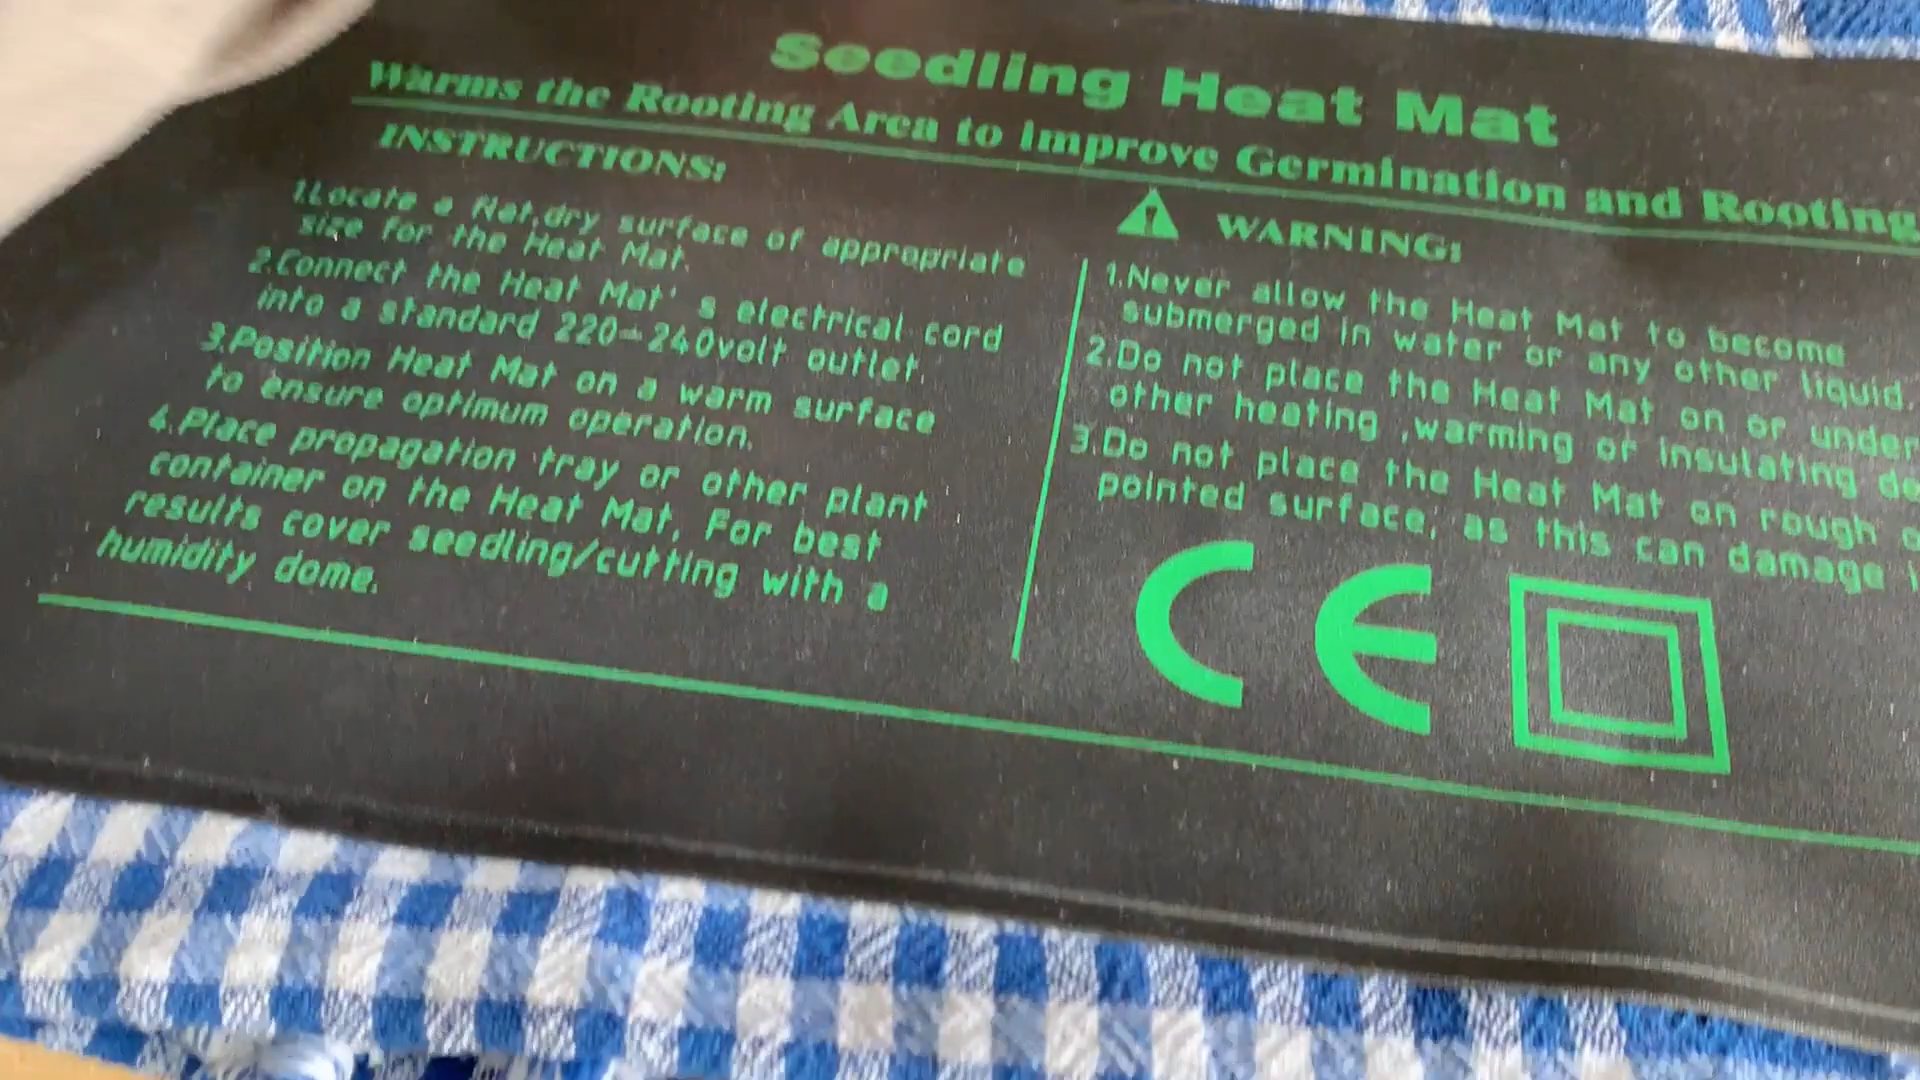 Seedling Heat Mat
Warms the Rooting Area to improve Germination and Rooting
INSTRUCTIONS:
1.Locate a flat,dry surface of appropriate
size for the Heat Mat.
2.Connect the Heat Mat's electrical cord
into a standard 220-240volt outlet.
3.Position Heat Mat on a warm surface
to ensure optimum operation.
4.Place propagation tray or other plant
container on the Heat Mat. For best
results cover seedling/cutting with a
humidity dome.
WARNING:
1.Never allow the Heat Mat to become
submerged in water or any other liquid.
2.Do not place the Heat Mat on or under
other heating ,warming or insulating
3.Do not place the Heat Mat on rough
pointed surface, as this can damage
CE